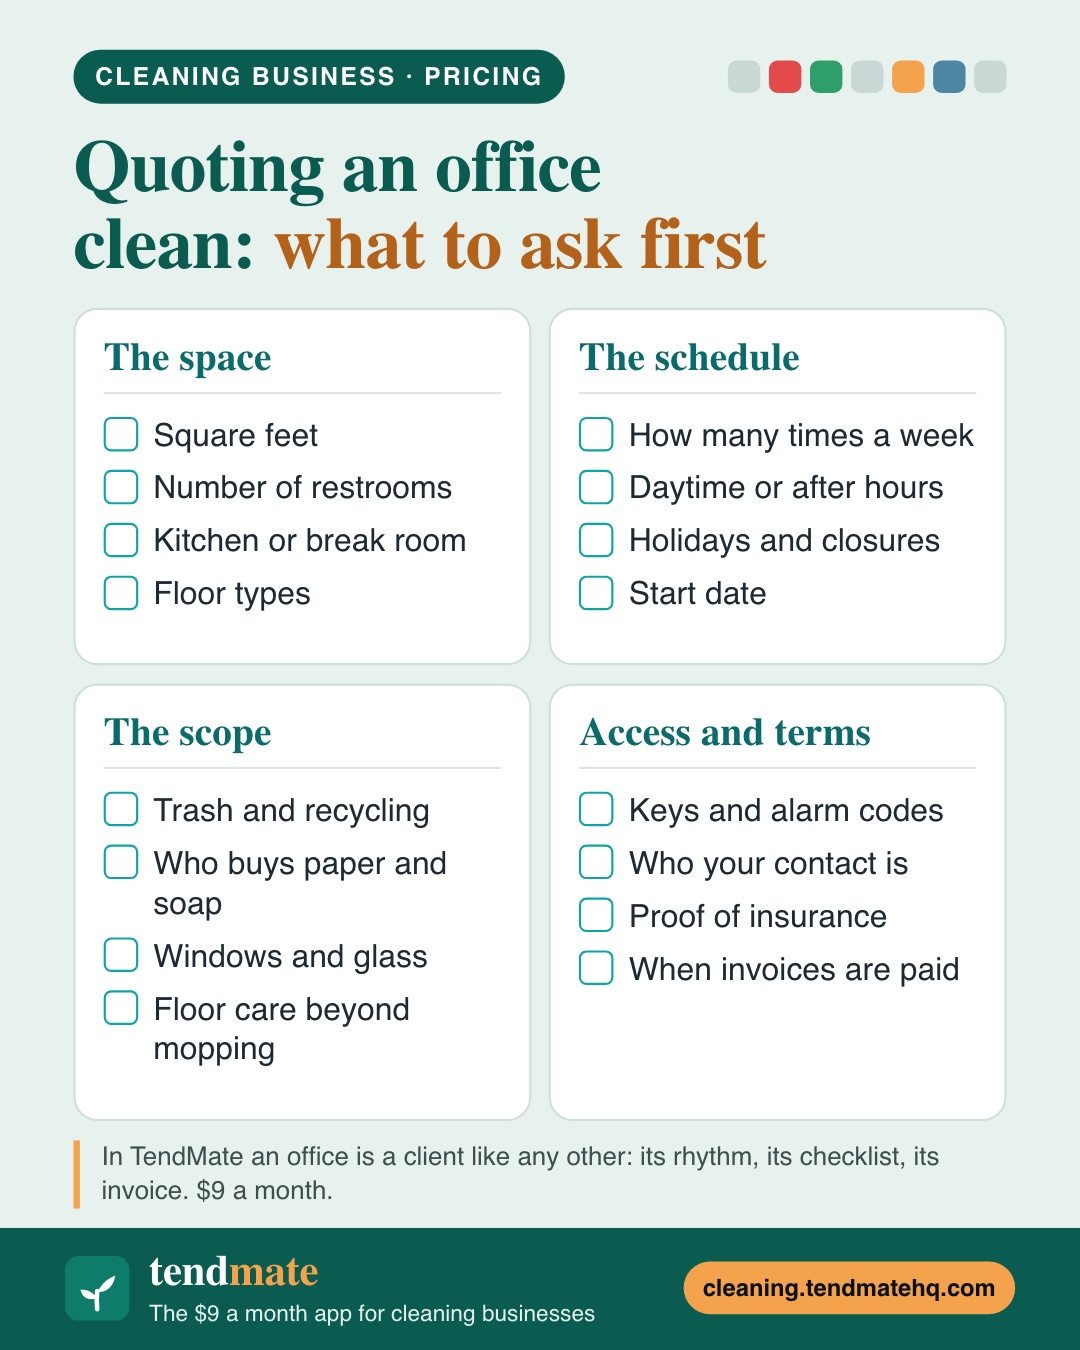 CLEANING BUSINESS · PRICING
Quoting an office
clean: what to ask first
The space
Square feet
Number of restrooms
Kitchen or break room
Floor types
The schedule
How many times a week
Daytime or after hours
Holidays and closures
Start date
The scope
Trash and recycling
Who buys paper and
soap
Windows and glass
Floor care beyond
mopping
Access and terms
Keys and alarm codes
Who your contact is
Proof of insurance
When invoices are paid
In TendMate an office is a client like any other: its rhythm, its checklist, its
invoice. $9 a month.
tendmate
The $9 a month app for cleaning businesses
cleaning.tendmatehq.com